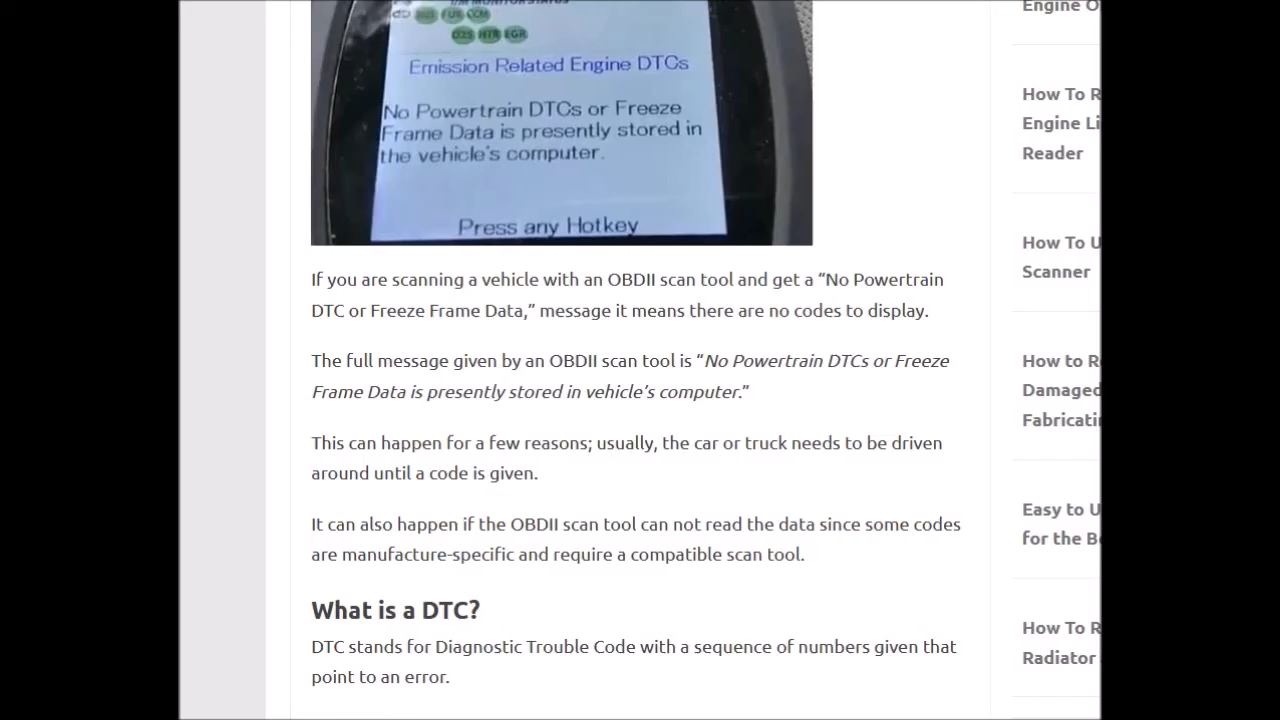 I/M MONITOR STATUS
FUE CCM
O2S HTR EGR
Emission Related Engine DTCs
No Powertrain DTCs or Freeze
Frame Data is presently stored in
the vehicle's computer.
Press any Hotkey
If you are scanning a vehicle with an OBDII scan tool and get a “No Powertrain
DTC or Freeze Frame Data,” message it means there are no codes to display.
The full message given by an OBDII scan tool is “No Powertrain DTCs or Freeze
Frame Data is presently stored in vehicle’s computer.”
This can happen for a few reasons; usually, the car or truck needs to be driven
around until a code is given.
It can also happen if the OBDII scan tool can not read the data since some codes
are manufacture-specific and require a compatible scan tool.
What is a DTC?
DTC stands for Diagnostic Trouble Code with a sequence of numbers given that
point to an error.
Engine O
How To R
Engine Li
Reader
How To U
Scanner
How to R
Damaged
Fabricati
Easy to U
for the B
How To R
Radiator